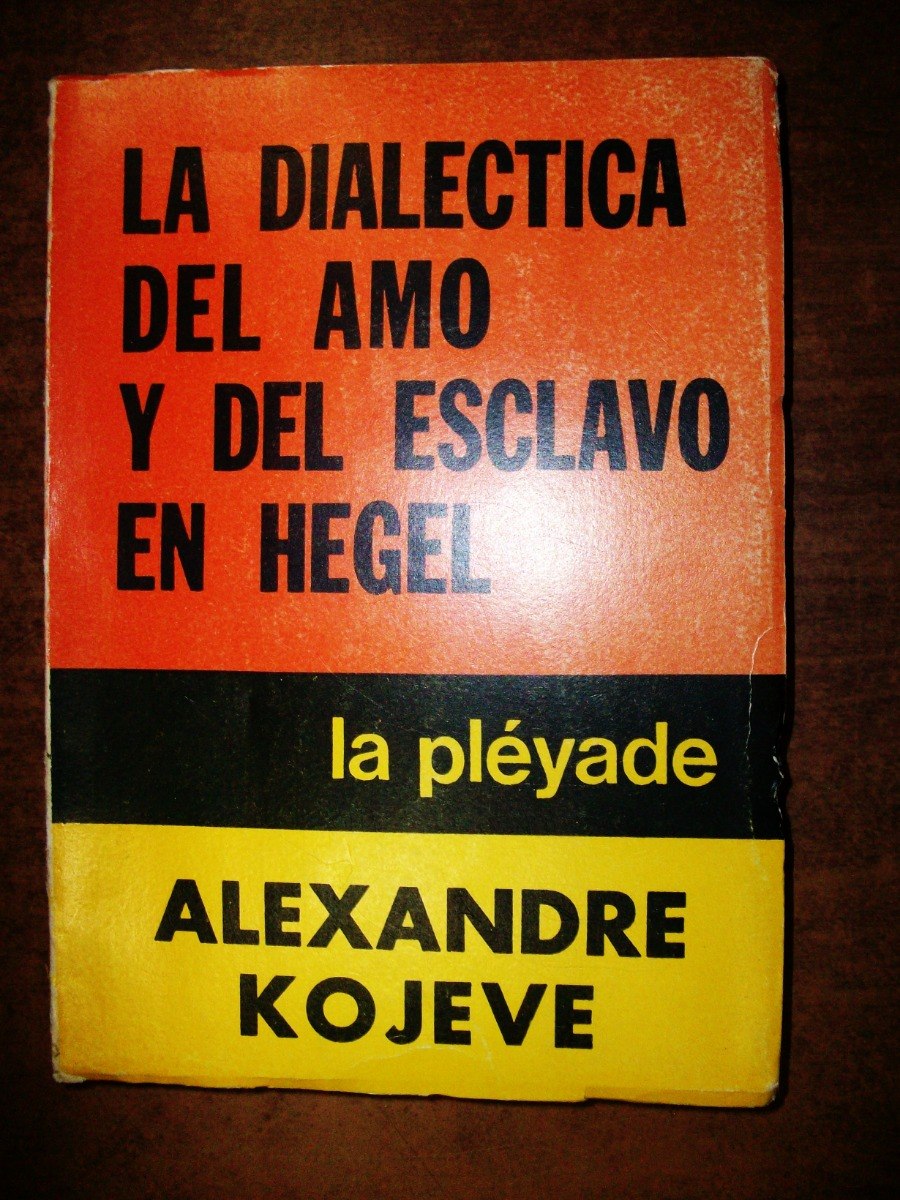 LA DIALECTICA
DEL AMO
Y DEL ESCLAVO
EN HEGEL
la pléyade
ALEXANDRE
KOJEVE